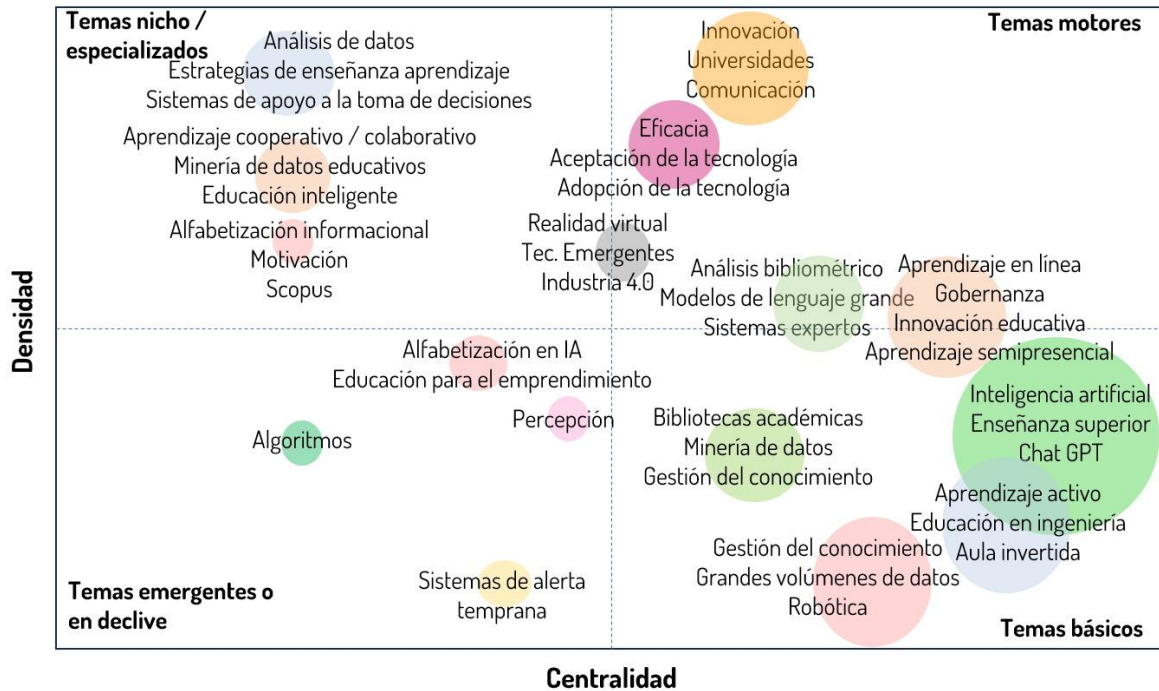 Temas nicho /
especializados
Análisis de datos
Estrategias de enseñanza aprendizaje
Sistemas de apoyo a la toma de decisiones
Aprendizaje cooperativo / colaborativo
Minería de datos educativos
Educación inteligente
Alfabetización informacional
Motivación
Scopus
Temas motores
Innovación
Universidades
Comunicación
Eficacia
Aceptación de la tecnología
Adopción de la tecnología
Realidad virtual
Tec. Emergentes
Industria 4.0
Análisis bibliométrico
Modelos de lenguaje grande
Sistemas expertos
Aprendizaje en línea
Gobernanza
Innovación educativa
Aprendizaje semipresencial
Densidad
Alfabetización en IA
Educación para el emprendimiento
Percepción
Algoritmos
Sistemas de alerta
temprana
Temas emergentes o
en declive
Inteligencia artificial
Enseñanza superior
Chat GPT
Bibliotecas académicas
Minería de datos
Gestión del conocimiento
Aprendizaje activo
Educación en ingeniería
Aula invertida
Gestión del conocimiento
Grandes volúmenes de datos
Robótica
Temas básicos
Centralidad